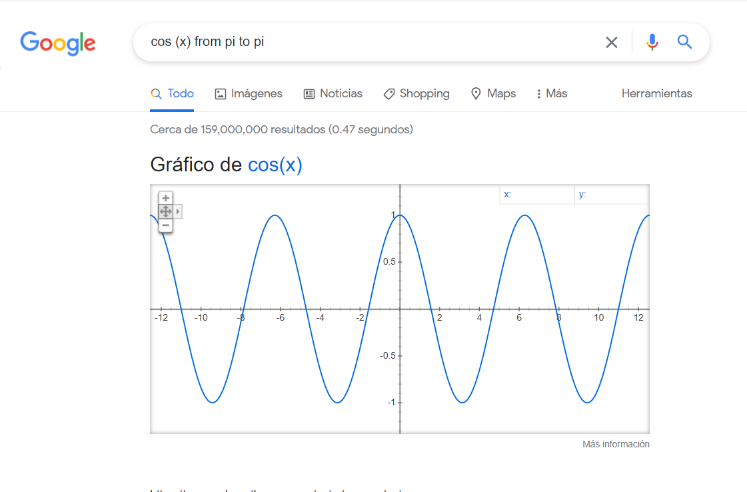 Google
cos (x) from pi to pi
Todo Imágenes Noticias Shopping Maps Más Herramientas
Cerca de 159,000,000 resultados (0.47 segundos)
Gráfico de cos(x)
x: y:
1
0.5
-12 -10 -8 -6 -4 -2 2 4 6 8 10 12
-0.5
-1
Más información